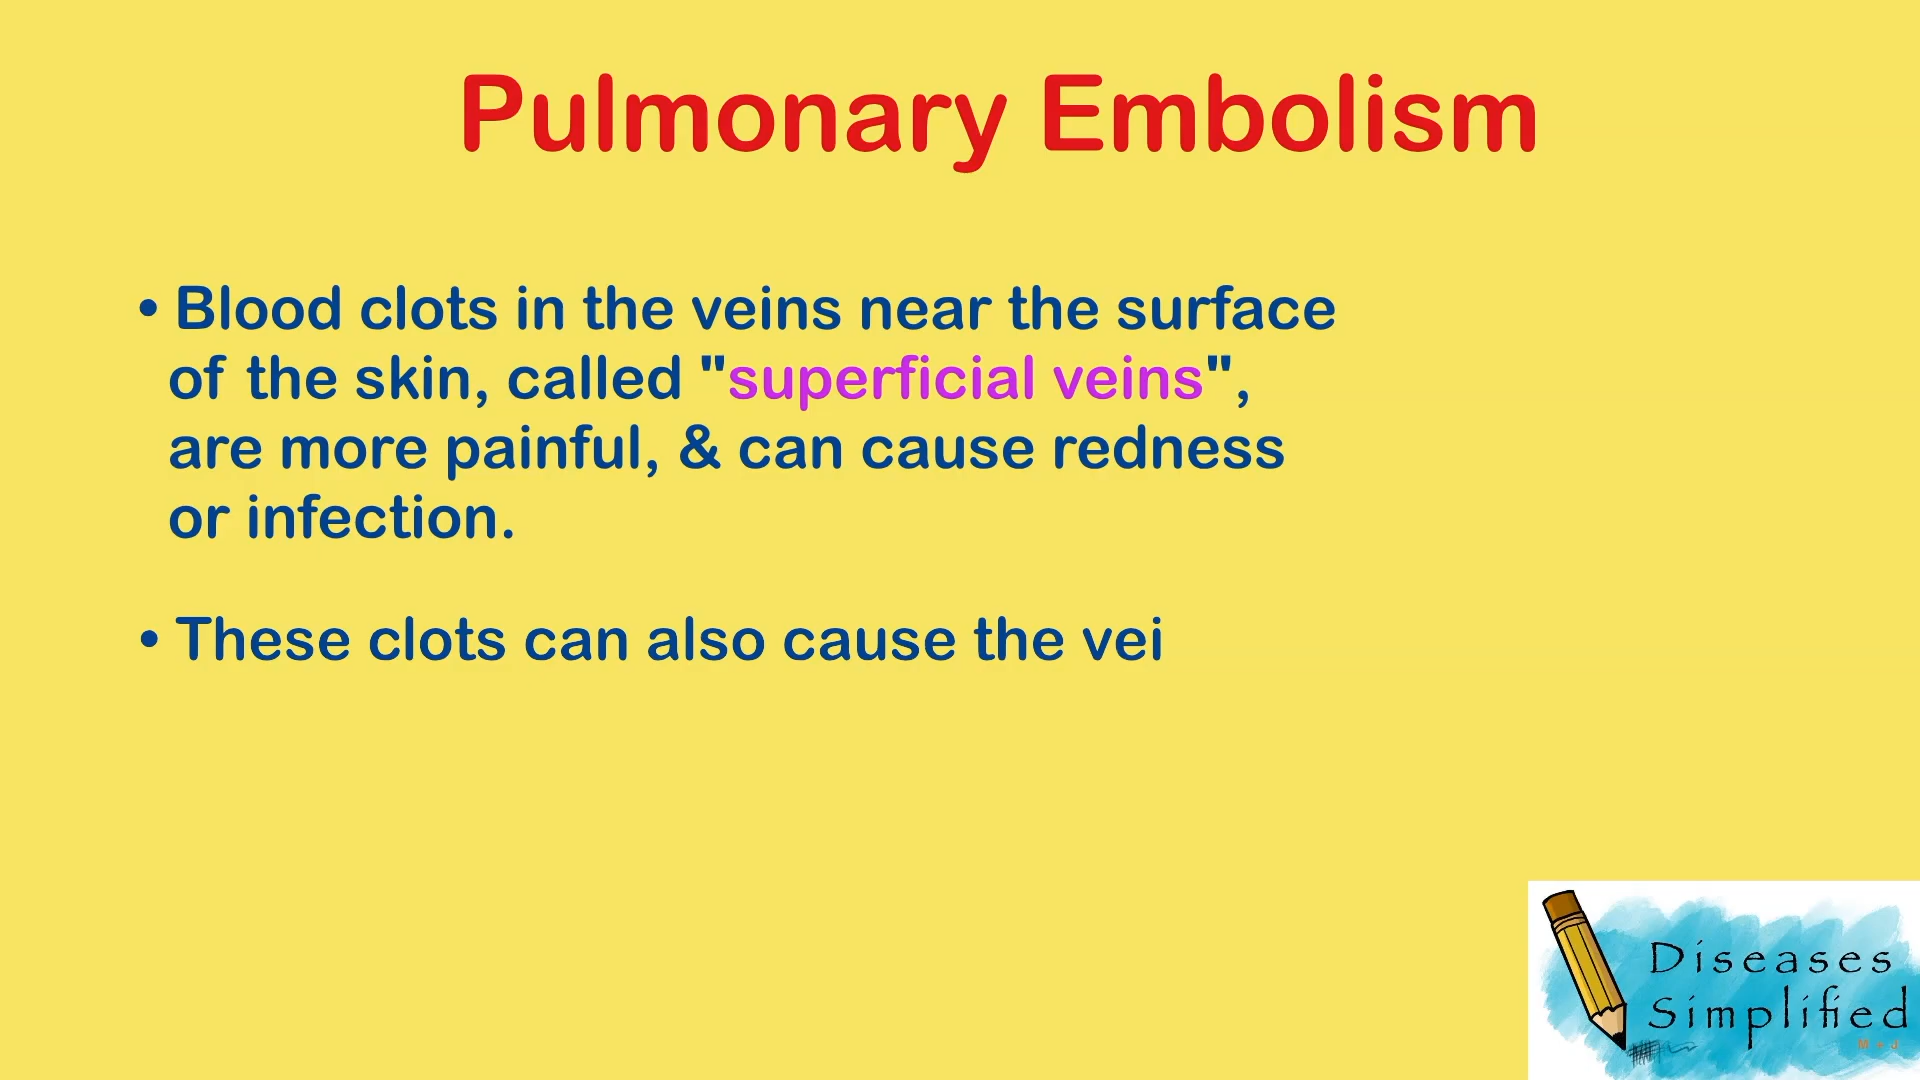 Pulmonary Embolism
• Blood clots in the veins near the surface
of the skin, called "superficial veins",
are more painful, & can cause redness
or infection.
• These clots can also cause the vei
Diseases
Simplified
Med